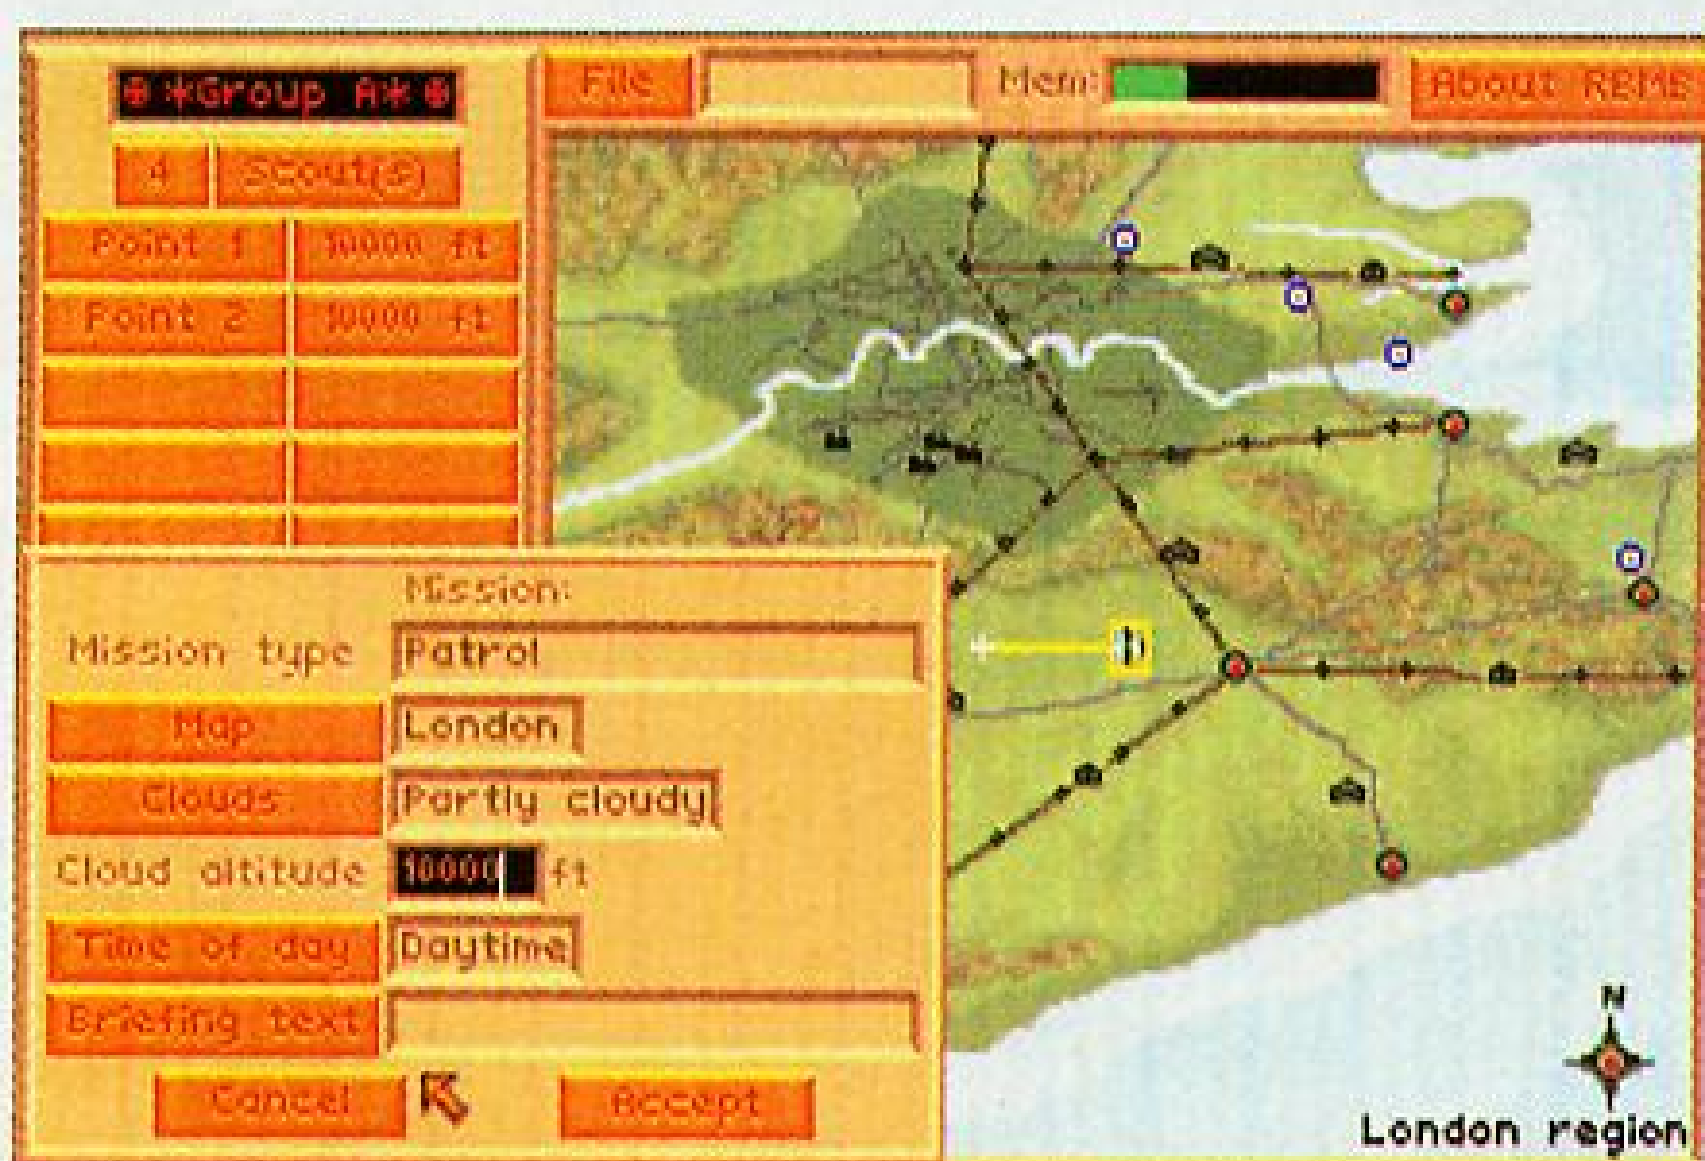 *Group A*
File
Mem:
About REME
4 Scout(s)
Point 1 10000 ft
Point 2 10000 ft
Mission:
Mission type Patrol
Map London
Clouds Partly cloudy
Cloud altitude 10000 ft
Time of day Daytime
Briefing text
Cancel Accept
N
London region